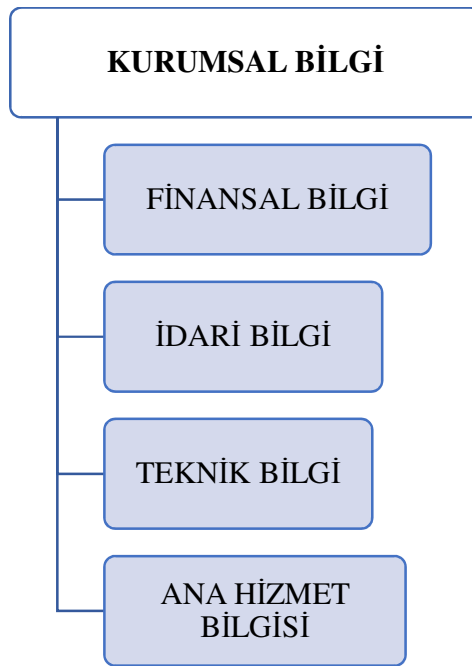 KURUMSAL BİLGİ
FİNANSAL BİLGİ
İDARİ BİLGİ
TEKNİK BİLGİ
ANA HİZMET
BİLGİSİ